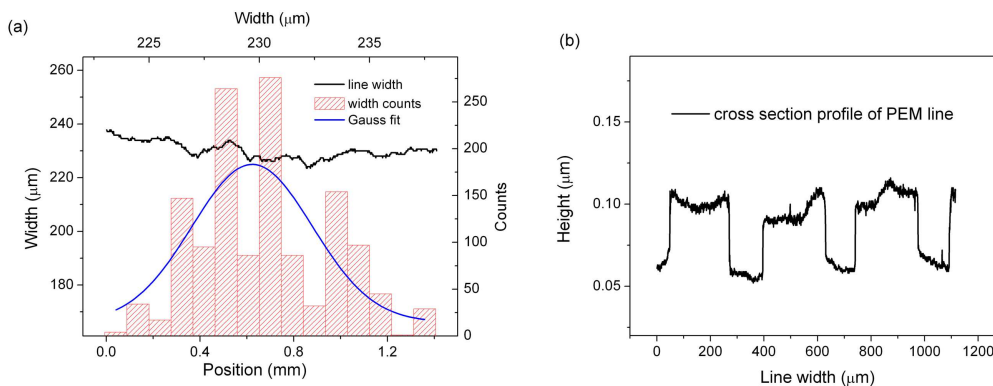 (a)
Width (μm)
225 230 235
260
240
220
200
180
Width (μm)
line width
width counts
Gauss fit
250
200
150
100
50
0
Counts
0.0 0.4 0.8 1.2
Position (mm)
(b)
cross section profile of PEM line
0.15
0.10
0.05
Height (μm)
0 200 400 600 800 1000 1200
Line width (μm)